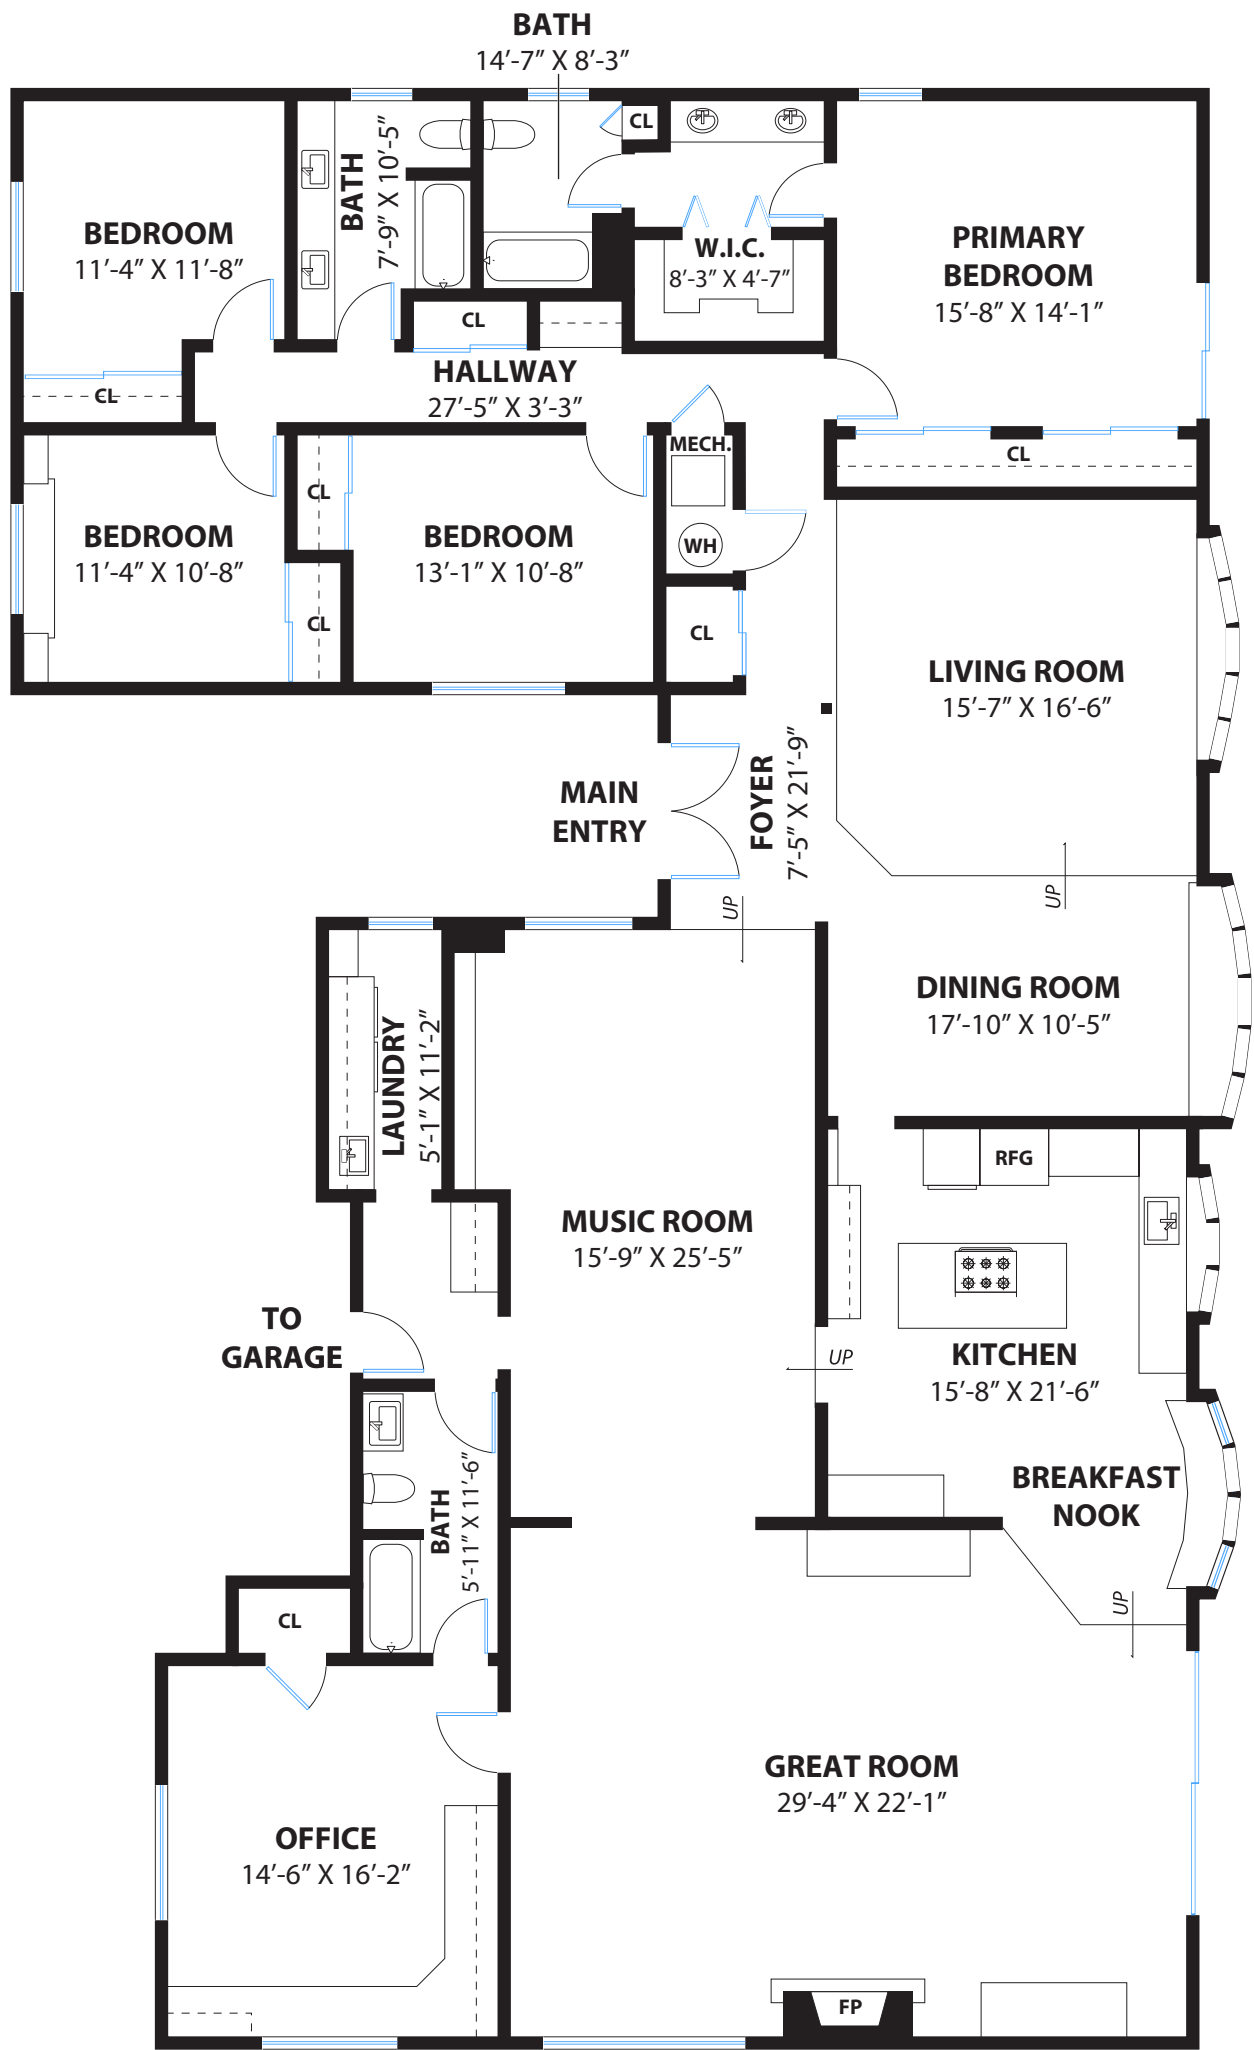 BATH
14’-7” X 8’-3”
CL
BATH
7’-9” X 10’-5”
BEDROOM
11’-4” X 11’-8”
W.I.C.
8’-3” X 4’-7”
PRIMARY
BEDROOM
15’-8” X 14’-1”
CL
CL
HALLWAY
27’-5” X 3’-3”
MECH.
CL
CL
BEDROOM
11’-4” X 10’-8”
BEDROOM
13’-1” X 10’-8”
WH
CL
CL
LIVING ROOM
15’-7” X 16’-6”
MAIN
ENTRY
FOYER
7’-5” X 21’-9”
UP
UP
DINING ROOM
17’-10” X 10’-5”
LAUNDRY
5’-1” X 11’-2”
RFG
MUSIC ROOM
15’-9” X 25’-5”
TO
GARAGE
UP
KITCHEN
15’-8” X 21’-6”
BREAKFAST
NOOK
BATH
5’-11” X 11’-6”
UP
CL
GREAT ROOM
29’-4” X 22’-1”
OFFICE
14’-6” X 16’-2”
FP